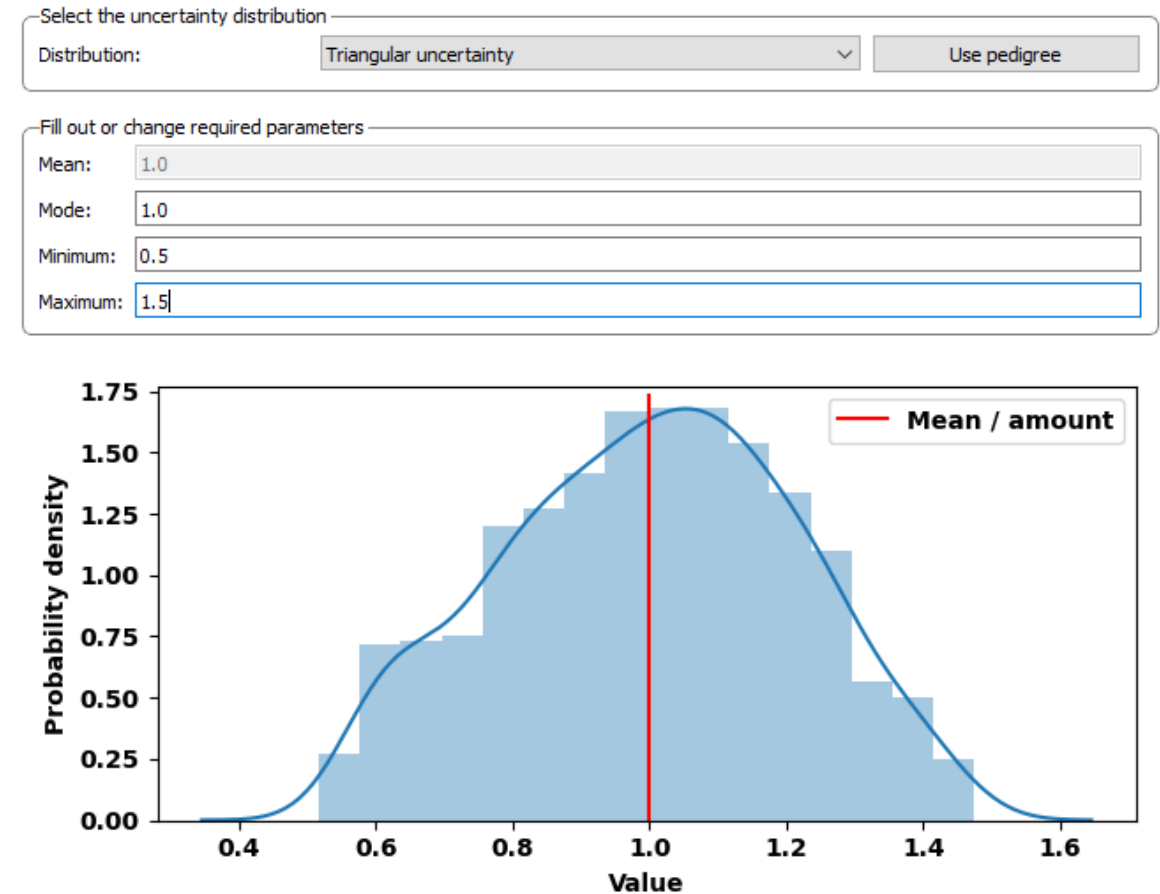 Select the uncertainty distribution
Distribution: Triangular uncertainty Use pedigree
Fill out or change required parameters
Mean: 1.0
Mode: 1.0
Minimum: 0.5
Maximum: 1.5
1.75
Mean / amount
1.50
1.25
1.00
0.75
0.50
0.25
0.00
Probability density
0.4 0.6 0.8 1.0 1.2 1.4 1.6
Value